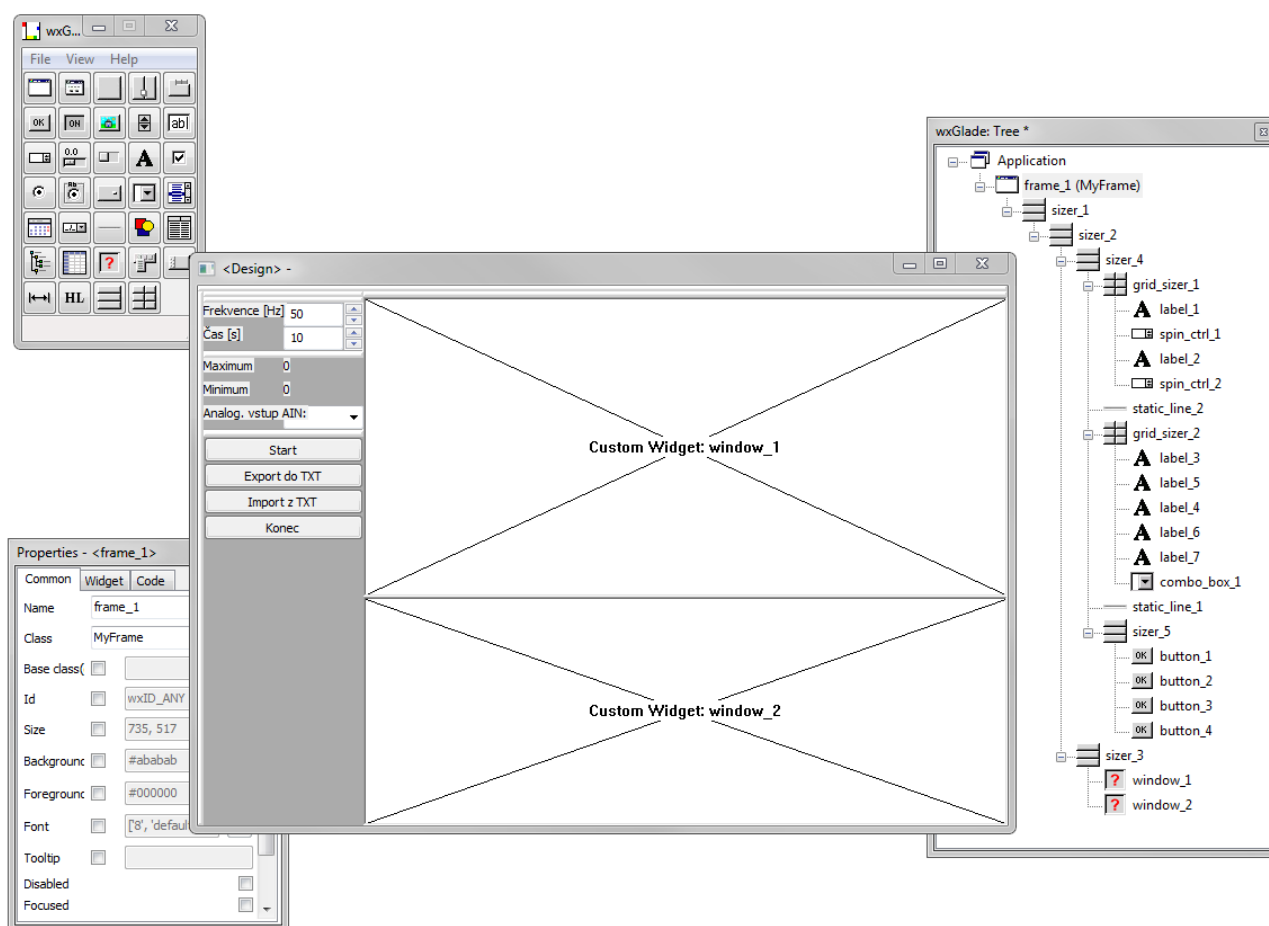 wxG...
File View Help
OK ON ab|
0.0
A
Rb
?
HL
wxGlade: Tree *
Application
frame_1 (MyFrame)
sizer_1
sizer_2
sizer_4
grid_sizer_1
A label_1
spin_ctrl_1
A label_2
spin_ctrl_2
static_line_2
grid_sizer_2
A label_3
A label_5
A label_4
A label_6
A label_7
combo_box_1
static_line_1
sizer_5
OK button_1
OK button_2
OK button_3
OK button_4
sizer_3
? window_1
? window_2
<Design> -
Frekvence [Hz] 50
Čas [s] 10
Maximum 0
Minimum 0
Analog. vstup AIN:
Start
Export do TXT
Import z TXT
Konec
Custom Widget: window_1
Custom Widget: window_2
Properties - <frame_1>
Common Widget Code
Name frame_1
Class MyFrame
Base class(
Id wxID_ANY
Size 735, 517
Background #ababab
Foreground #000000
Font ['8', 'default
Tooltip
Disabled
Focused